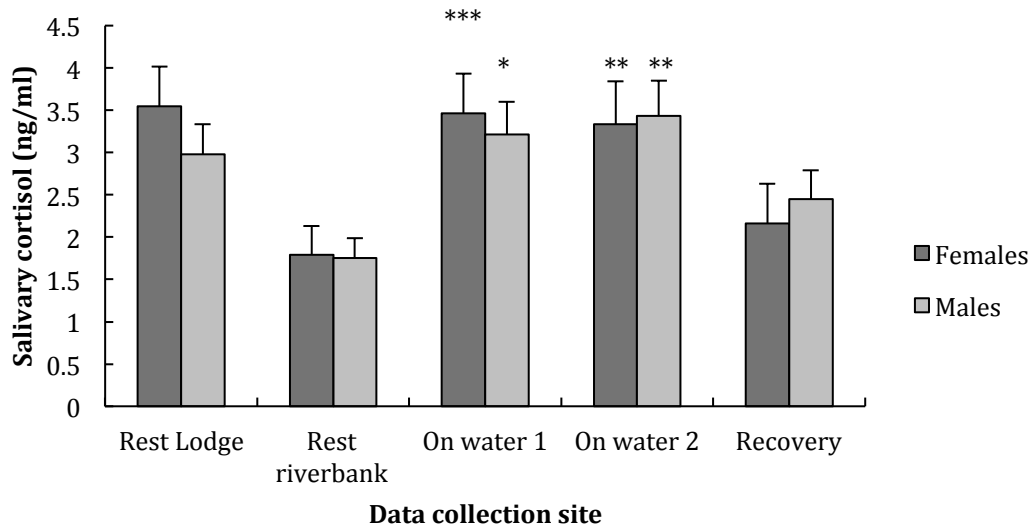 Salivary cortisol (ng/ml)
4.5
4
3.5
3
2.5
2
1.5
1
0.5
0
***
*
**
**
Rest Lodge
Rest
riverbank
On water 1
On water 2
Recovery
Data collection site
Females
Males